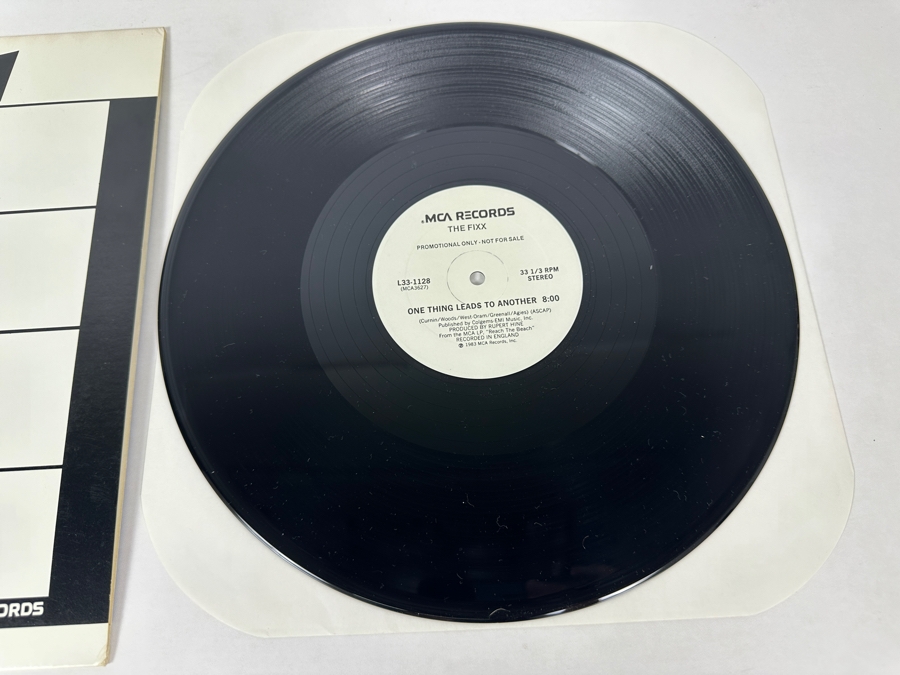 MCA RECORDS
THE FIXX
PROMOTIONAL ONLY - NOT FOR SALE
L33-1128
(MCA3627)
33 1/3 RPM
STEREO
ONE THING LEADS TO ANOTHER 8:00
(Curnin/Woods/West-Oram/Greenall/Agies) (ASCAP)
Published by Colgems-EMI Music, Inc.
PRODUCED BY RUPERT HINE
From the MCA LP, "Reach The Beach"
RECORDED IN ENGLAND
℗ 1983 MCA Records, Inc.
ORDS